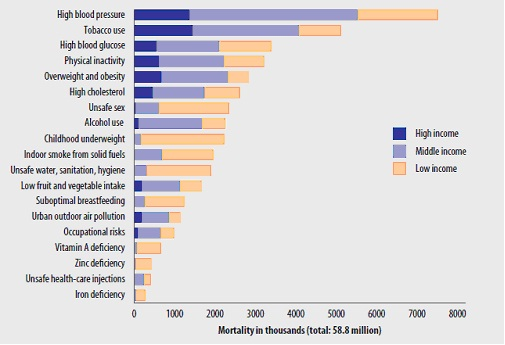 High blood pressure
Tobacco use
High blood glucose
Physical inactivity
Overweight and obesity
High cholesterol
Unsafe sex
Alcohol use
Childhood underweight
Indoor smoke from solid fuels
Unsafe water, sanitation, hygiene
Low fruit and vegetable intake
Suboptimal breastfeeding
Urban outdoor air pollution
Occupational risks
Vitamin A deficiency
Zinc deficiency
Unsafe health-care injections
Iron deficiency
High income
Middle income
Low income
0 1000 2000 3000 4000 5000 6000 7000 8000
Mortality in thousands (total: 58.8 million)